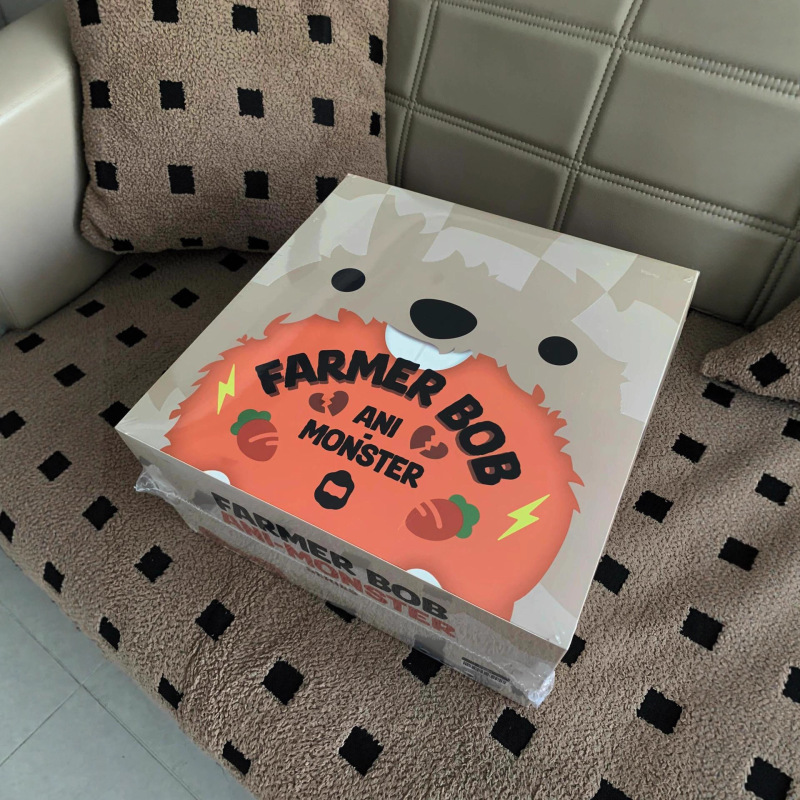 FARMER BOB
ANI
-
MONSTER
FARMER BOB
ANI-MONSTER